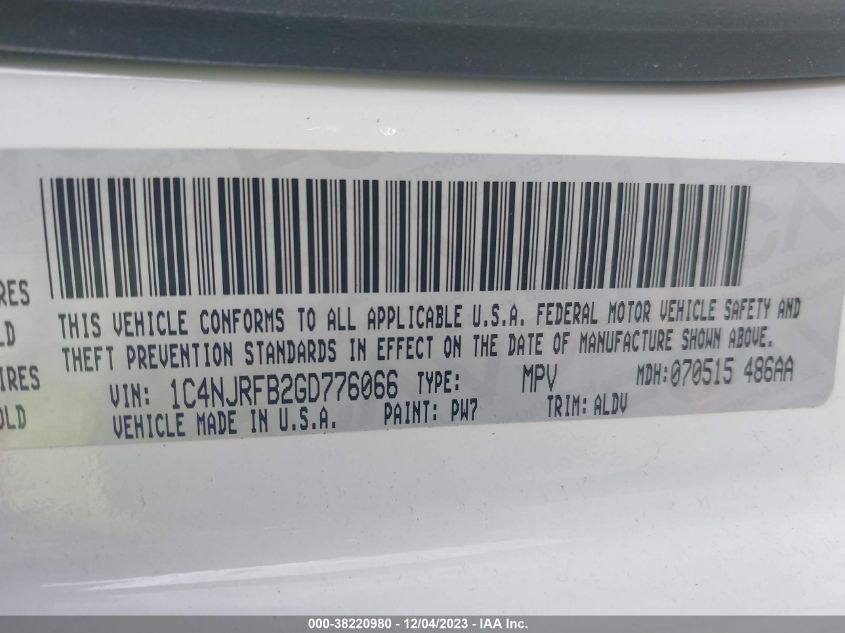 RES
LD
IRES
OLD
THIS VEHICLE CONFORMS TO ALL APPLICABLE U.S.A. FEDERAL MOTOR VEHICLE SAFETY AND
THEFT PREVENTION STANDARDS IN EFFECT ON THE DATE OF MANUFACTURE SHOWN ABOVE.
VIN: 1C4NJRFB2GD776066 TYPE: MPV MDH:070515 486AA
VEHICLE MADE IN U.S.A. PAINT: PW7 TRIM: ALDV
000-38220980 - 12/04/2023 - IAA Inc.